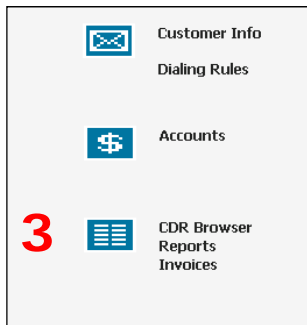 Customer Info
Dialing Rules
$
Accounts
3
CDR Browser
Reports
Invoices